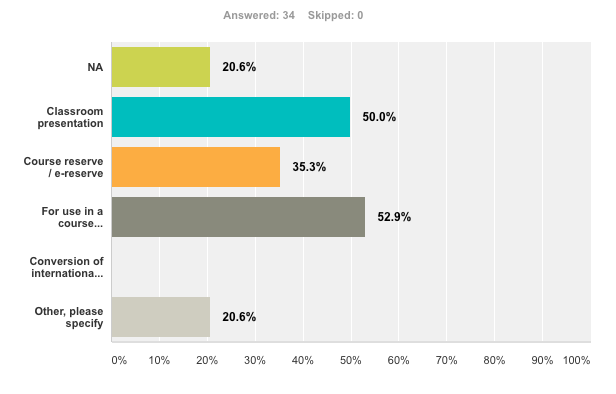 Answered: 34 Skipped: 0
NA
20.6%
Classroom
presentation
50.0%
Course reserve
/ e-reserve
35.3%
For use in a
course...
52.9%
Conversion of
internationa...
Other, please
specify
20.6%
0% 10% 20% 30% 40% 50% 60% 70% 80% 90% 100%